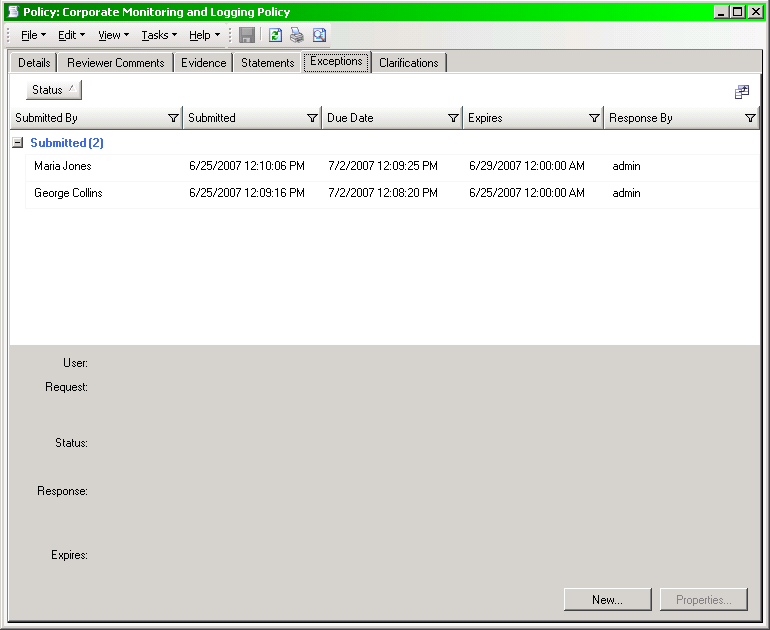 Policy: Corporate Monitoring and Logging Policy
File Edit View Tasks Help
Details Reviewer Comments Evidence Statements Exceptions Clarifications
Status
Submitted By Submitted Due Date Expires Response By
Submitted (2)
Maria Jones 6/25/2007 12:10:06 PM 7/2/2007 12:09:25 PM 6/29/2007 12:00:00 AM admin
George Collins 6/25/2007 12:09:16 PM 7/2/2007 12:08:20 PM 6/25/2007 12:00:00 AM admin
User:
Request:
Status:
Response:
Expires:
New... Properties...